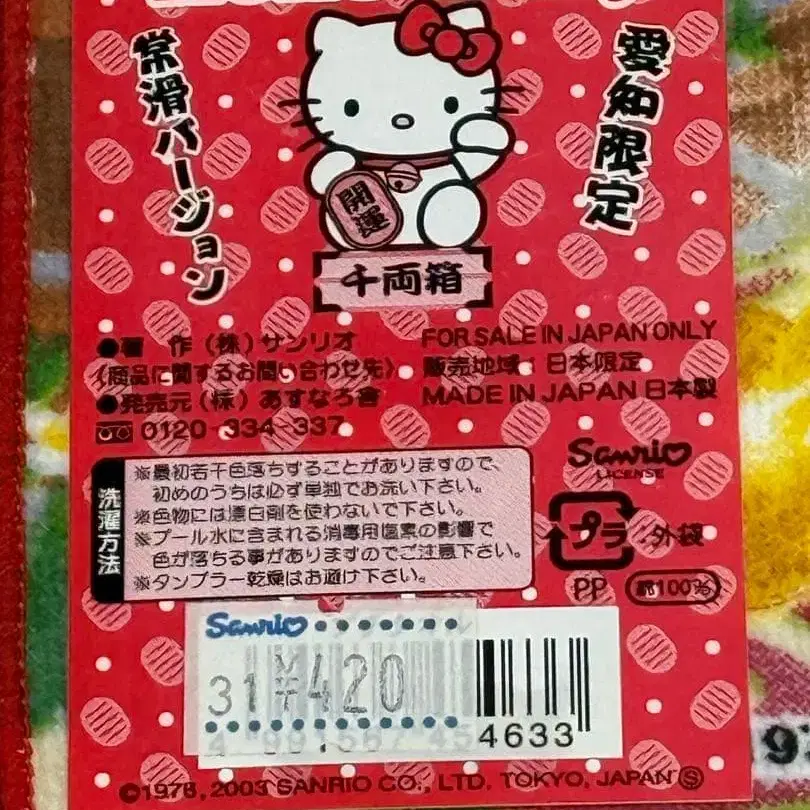 愛知限定
常滑バージョン
開運
千両箱
●著 作（株）サンリオ
〈商品に関するお問い合わせ先〉
●発売元（株）あすなろ舎
0120-334-337
FOR SALE IN JAPAN ONLY
販売地域：日本限定
MADE IN JAPAN 日本製
Sanrio
LICENSE
洗濯方法
※最初若干色落ちすることがありますので、
初めのうちは必ず単独でお洗い下さい。
※色物には漂白剤を使わないで下さい。
※プール水に含まれる消毒用塩素の影響で
色が落ちる事がありますのでご注意下さい。
※タンブラー乾燥はお避け下さい。
プラ
外袋
PP
綿100%
Sanrio
31 ¥420
4633
©1976, 2003 SANRIO CO., LTD. TOKYO, JAPAN Ⓢ